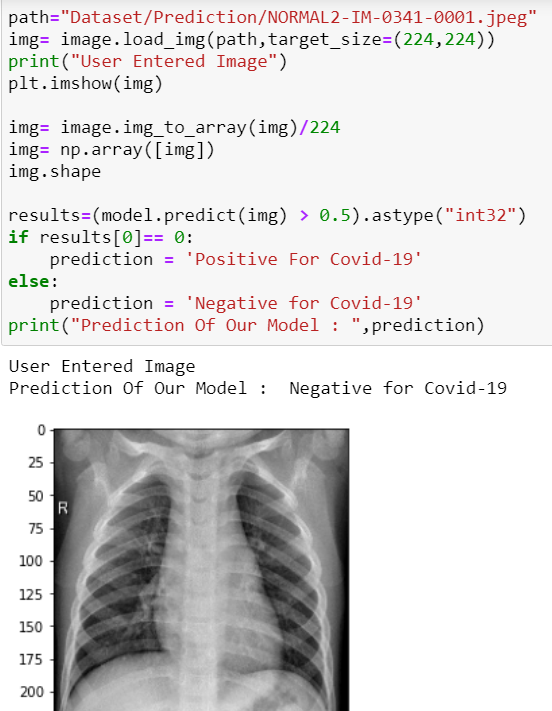 path="Dataset/Prediction/NORMAL2-IM-0341-0001.jpeg"
img= image.load_img(path,target_size=(224,224))
print("User Entered Image")
plt.imshow(img)

img= image.img_to_array(img)/224
img= np.array([img])
img.shape

results=(model.predict(img) > 0.5).astype("int32")
if results[0]== 0:
    prediction = 'Positive For Covid-19'
else:
    prediction = 'Negative for Covid-19'
print("Prediction Of Our Model : ",prediction)
User Entered Image
Prediction Of Our Model :  Negative for Covid-19
0
25
50
R
75
100
125
150
175
200